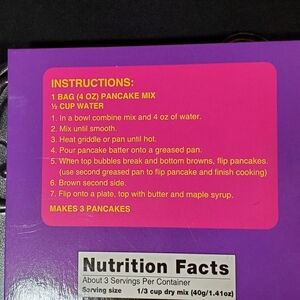 INSTRUCTIONS:
1 BAG (4 OZ) PANCAKE MIX
½ CUP WATER
1. In a bowl combine mix and 4 oz of water.
2. Mix until smooth.
3. Heat griddle or pan until hot.
4. Pour pancake batter onto a greased pan.
5. When top bubbles break and bottom browns, flip pancakes.
(use second greased pan to flip pancake and finish cooking)
6. Brown second side.
7. Flip onto a plate, top with butter and maple syrup.
MAKES 3 PANCAKES
Nutrition Facts
About 3 Servings Per Container
Serving size 1/3 cup dry mix (40g/1.41oz)